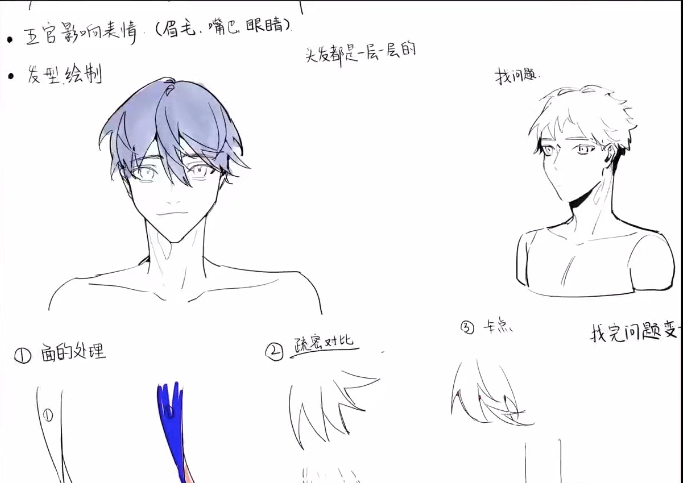 • 五官影响表情.(眉毛、嘴巴、眼睛)
头发都是一层一层的
• 发型绘制
找问题.
① 面的处理
② 疏密对比
③ 卡点
找完问题变
①